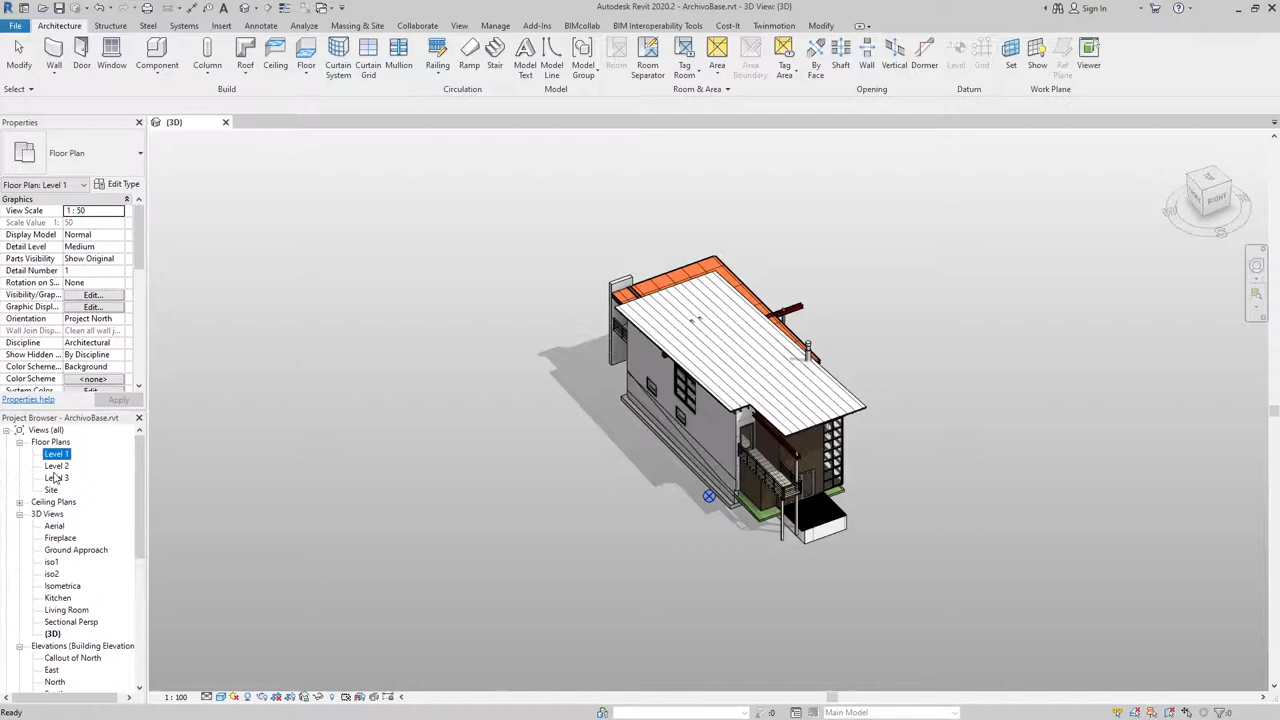 Autodesk Revit 2020.2 - ArchivoBase.rvt - 3D View: {3D}
Sign In
File Architecture Structure Steel Systems Insert Annotate Analyze Massing & Site Collaborate View Manage Add-Ins BIMcollab BIM Interoperability Tools Cost-It Twinmotion Modify
Modify Wall Door Window Component Column Roof Ceiling Floor Curtain System Curtain Grid Mullion Railing Ramp Stair Model Text Model Line Model Group Room Room Separator Tag Room Area Area Boundary Tag Area By Face Shaft Wall Vertical Dormer Level Grid Set Show Ref Plane Viewer
Select Build Circulation Model Room & Area Opening Datum Work Plane
Properties
{3D}
Floor Plan
Floor Plan: Level 1 Edit Type
Graphics
View Scale 1 : 50
Scale Value 1: 50
Display Model Normal
Detail Level Medium
Parts Visibility Show Original
Detail Number 1
Rotation on S... None
Visibility/Grap... Edit...
Graphic Displ... Edit...
Orientation Project North
Wall Join Disp... Clean all wall j...
Discipline Architectural
Show Hidden ... By Discipline
Color Scheme... Background
Color Scheme <none>
System Color ... Edit...
Properties help Apply
Project Browser - ArchivoBase.rvt
Views (all)
Floor Plans
Level 1
Level 2
Level 3
Site
Ceiling Plans
3D Views
Aerial
Fireplace
Ground Approach
iso1
iso2
Isometrica
Kitchen
Living Room
Sectional Persp
{3D}
Elevations (Building Elevation
Callout of North
East
North
TOP
RIGHT
S
1 : 100
Ready
:0
Main Model
:0